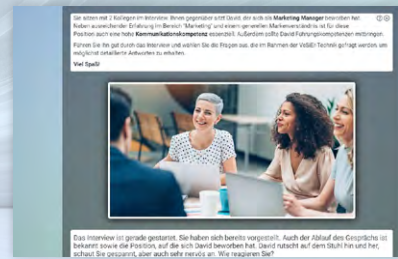 Sie sitzen mit 2 Kollegen im Interview. Ihnen gegenüber sitzt David, der sich als Marketing Manager beworben hat.
Neben ausreichender Erfahrung im Bereich "Marketing" und einem generellen Markenverständnis ist für diese
Position auch eine hohe Kommunikationskompetenz essenziell. Außerdem sollte David Führungskompetenzen mitbringen.
Führen Sie ihn gut durch das Interview und wählen Sie die Fragen aus, die im Rahmen der VeSiEr Technik gefragt werden, um
möglichst detaillierte Antworten zu erhalten.
Viel Spaß!
Das Interview ist gerade gestartet. Sie haben sich bereits vorgestellt. Auch der Ablauf des Gesprächs ist
bekannt sowie die Position, auf die sich David beworben hat. David rutscht auf dem Stuhl hin und her,
schaut Sie gespannt, aber auch sehr nervös an. Wie reagieren Sie?